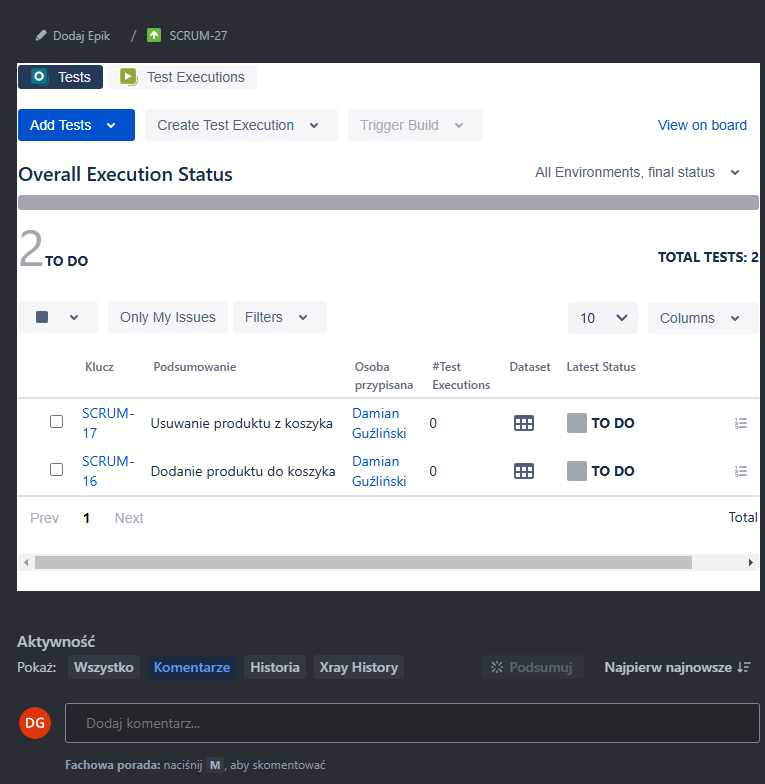 Dodaj Epik / SCRUM-27
Tests Test Executions
Add Tests Create Test Execution Trigger Build View on board
Overall Execution Status All Environments, final status
2 TO DO TOTAL TESTS: 2
Only My Issues Filters 10 Columns
Klucz Podsumowanie Osoba przypisana #Test Executions Dataset Latest Status
SCRUM-17 Usuwanie produktu z koszyka Damian Guźliński 0 TO DO
SCRUM-16 Dodanie produktu do koszyka Damian Guźliński 0 TO DO
Prev 1 Next Total
Aktywność
Pokaż: Wszystko Komentarze Historia Xray History Podsumuj Najpierw najnowsze
DG Dodaj komentarz...
Fachowa porada: naciśnij M, aby skomentować